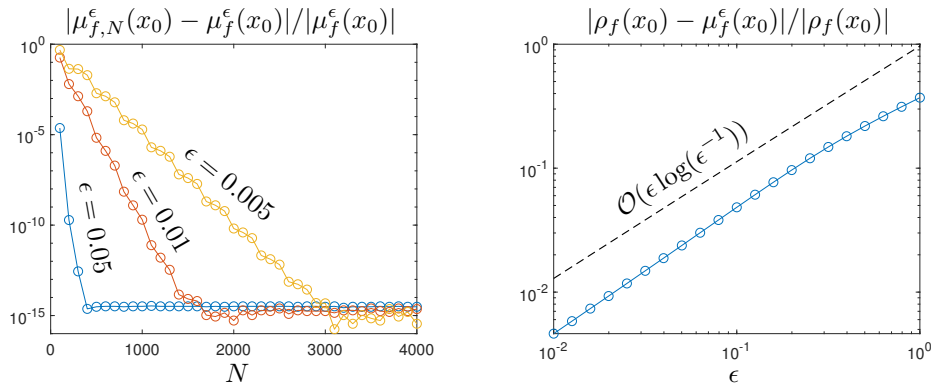 |μ^ϵ_{f,N}(x_0) − μ^ϵ_f(x_0)|/|μ^ϵ_f(x_0)|
10^0
10^{-5}
10^{-10}
10^{-15}
ϵ = 0.05
ϵ = 0.01
ϵ = 0.005
0
1000
2000
3000
4000
N
|ρ_f(x_0) − μ^ϵ_f(x_0)|/|ρ_f(x_0)|
10^0
10^{-1}
10^{-2}
O(ϵ log(ϵ^{-1}))
10^{-2}
10^{-1}
10^0
ϵ